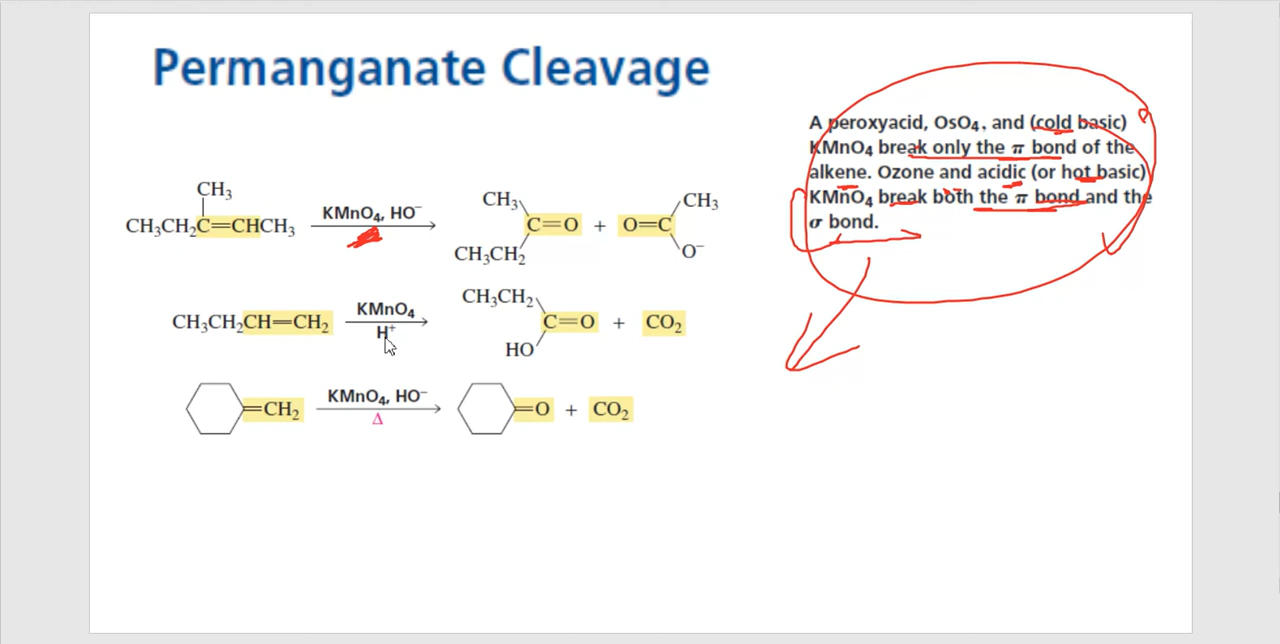 Permanganate Cleavage
A peroxyacid, OsO₄, and (cold basic)
KMnO₄ break only the π bond of the
alkene. Ozone and acidic (or hot basic)
KMnO₄ break both the π bond and the
σ bond.
CH₃
CH₃CH₂C=CHCH₃
KMnO₄, HO⁻
CH₃
CH₃CH₂
C=O + O=C
CH₃
O⁻
CH₃CH₂CH=CH₂
KMnO₄
H⁺
CH₃CH₂
C=O + CO₂
HO
=CH₂
KMnO₄, HO⁻
Δ
=O + CO₂